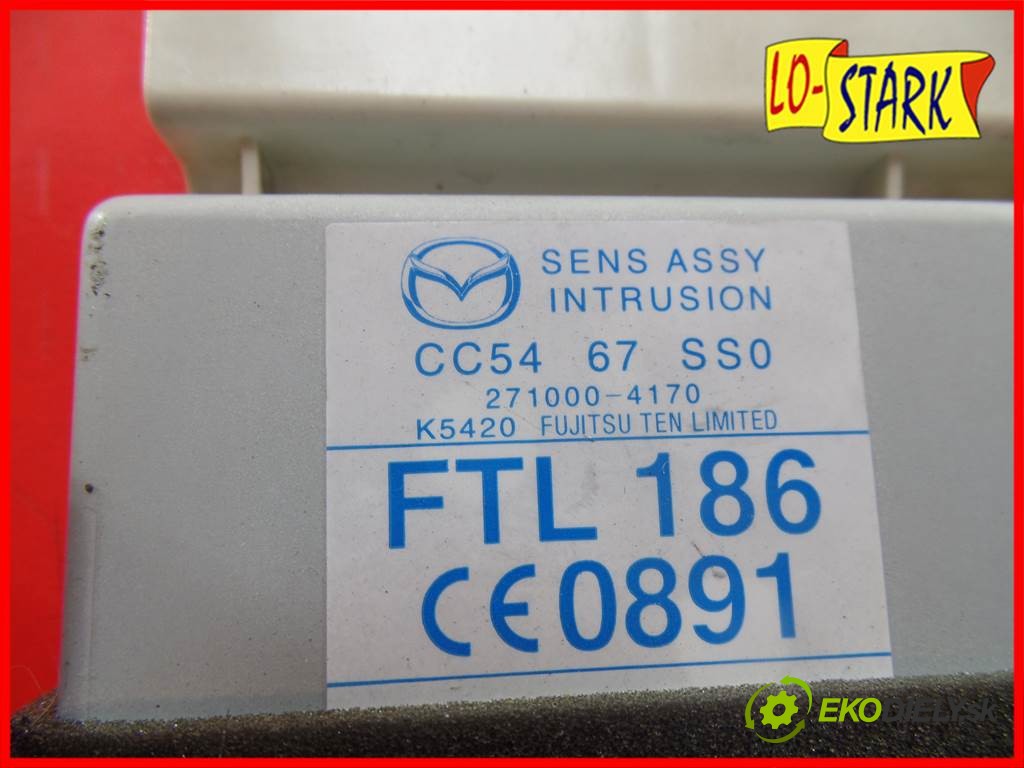 LO-STARK
SENS ASSY
INTRUSION
CC54 67 SS0
271000-4170
K5420 FUJITSU TEN LIMITED
FTL 186
CE0891
EKODIELY.SK